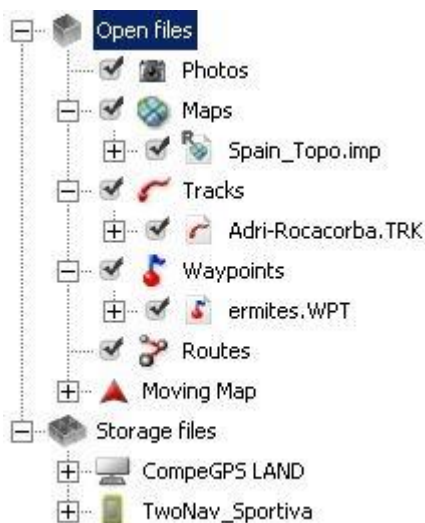 Open files
Photos
Maps
R Spain_Topo.imp
Tracks
Adri-Rocacorba.TRK
Waypoints
ermites.WPT
Routes
Moving Map
Storage files
CompeGPS LAND
TwoNav_Sportiva